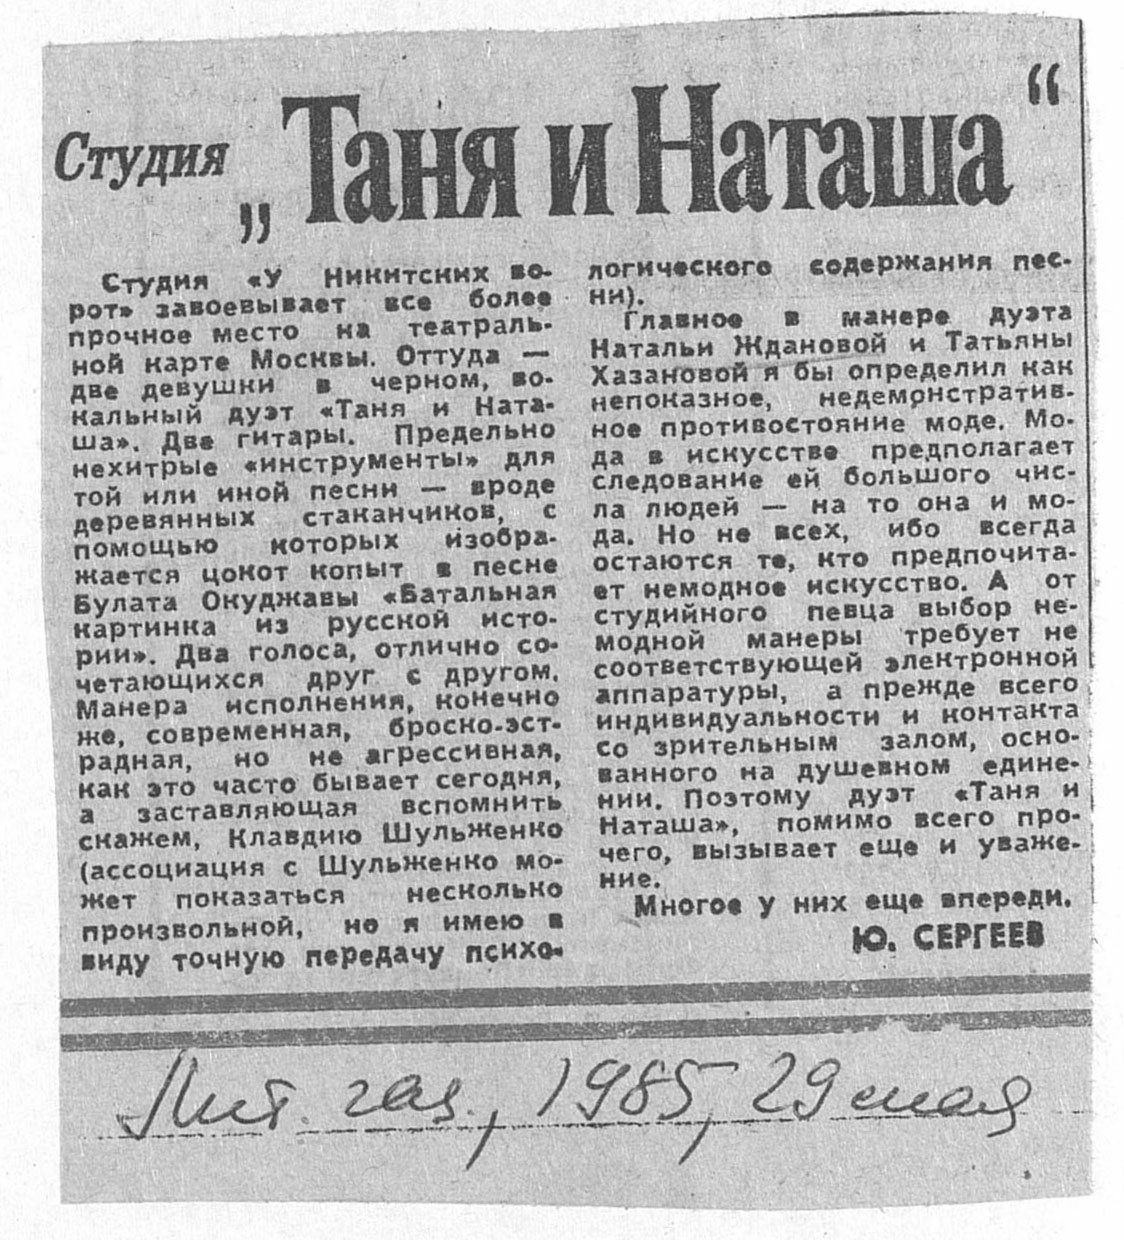 Студия
„Таня и Наташа“
Студия «У Никитских во-
рот» завоевывает все более
прочное место на театраль-
ной карте Москвы. Оттуда —
две девушки в черном, во-
кальный дуэт «Таня и Ната-
ша». Две гитары. Предельно
нехитрые «инструменты» для
той или иной песни — вроде
деревянных стаканчиков, с
помощью которых изобра-
жается цокот копыт в песне
Булата Окуджавы «Батальная
картинка из русской исто-
рии». Два голоса, отлично со-
четающихся друг с другом.
Манера исполнения, конечно
же, современная, броско-эст-
радная, но не агрессивная,
как это часто бывает сегодня,
а заставляющая вспомнить
скажем, Клавдию Шульженко
(ассоциация с Шульженко мо-
жет показаться несколько
произвольной, но я имею в
виду точную передачу психо-
логического содержания пес-
ни).
Главное в манере дуэта
Натальи Ждановой и Татьяны
Хазановой я бы определил как
непоказное, недемонстратив-
ное противостояние моде. Мо-
да в искусстве предполагает
следование ей большого чис-
ла людей — на то она и мо-
да. Но не всех, ибо всегда
остаются те, кто предпочита-
ет немодное искусство. А от
студийного певца выбор не-
модной манеры требует не
соответствующей электронной
аппаратуры, а прежде всего
индивидуальности и контакта
со зрительным залом, осно-
ванного на душевном едине-
нии. Поэтому дуэт «Таня и
Наташа», помимо всего про-
чего, вызывает еще и уваже-
ние.
Многое у них еще впереди.
Ю. СЕРГЕЕВ
Лит. газ., 1985, 29 мая